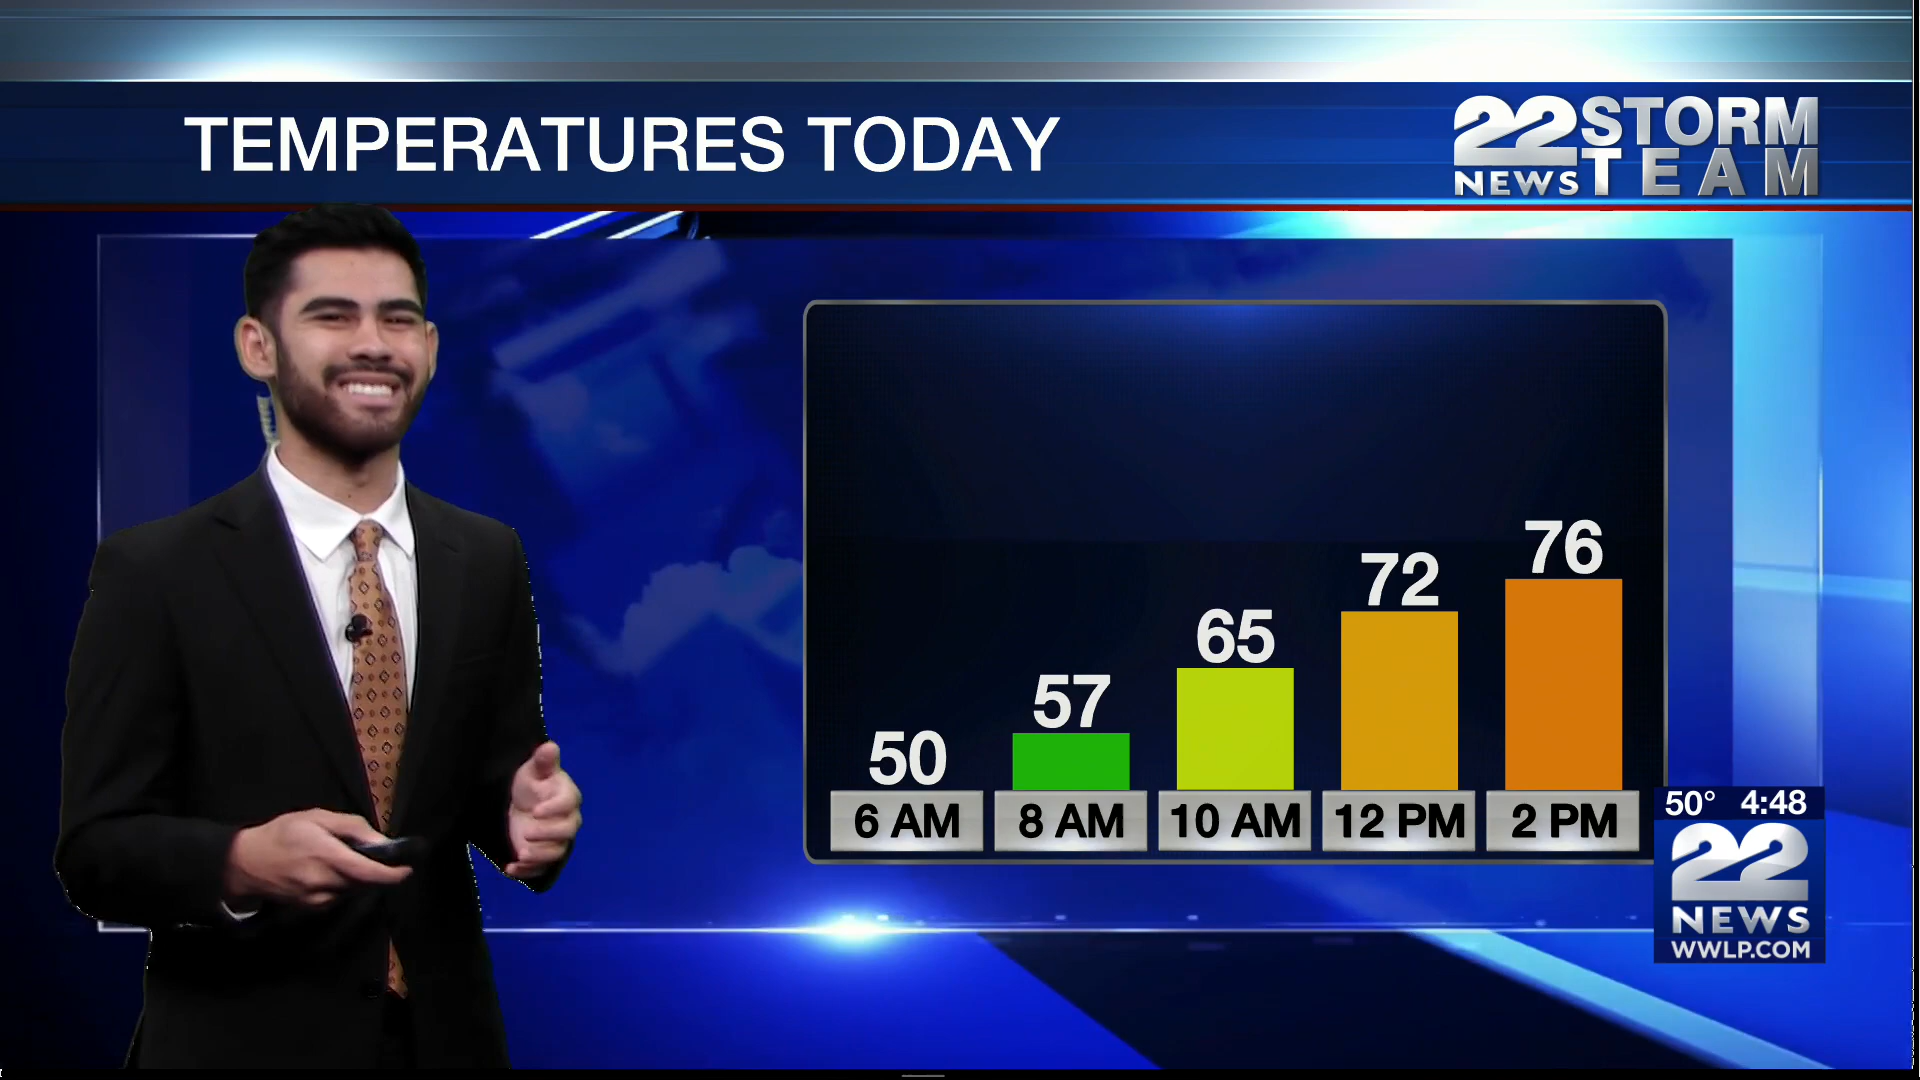 TEMPERATURES TODAY
22 STORM
NEWS TEAM
76
72
65
57
50
6 AM 8 AM 10 AM 12 PM 2 PM
50° 4:48
22
NEWS
WWLP.COM